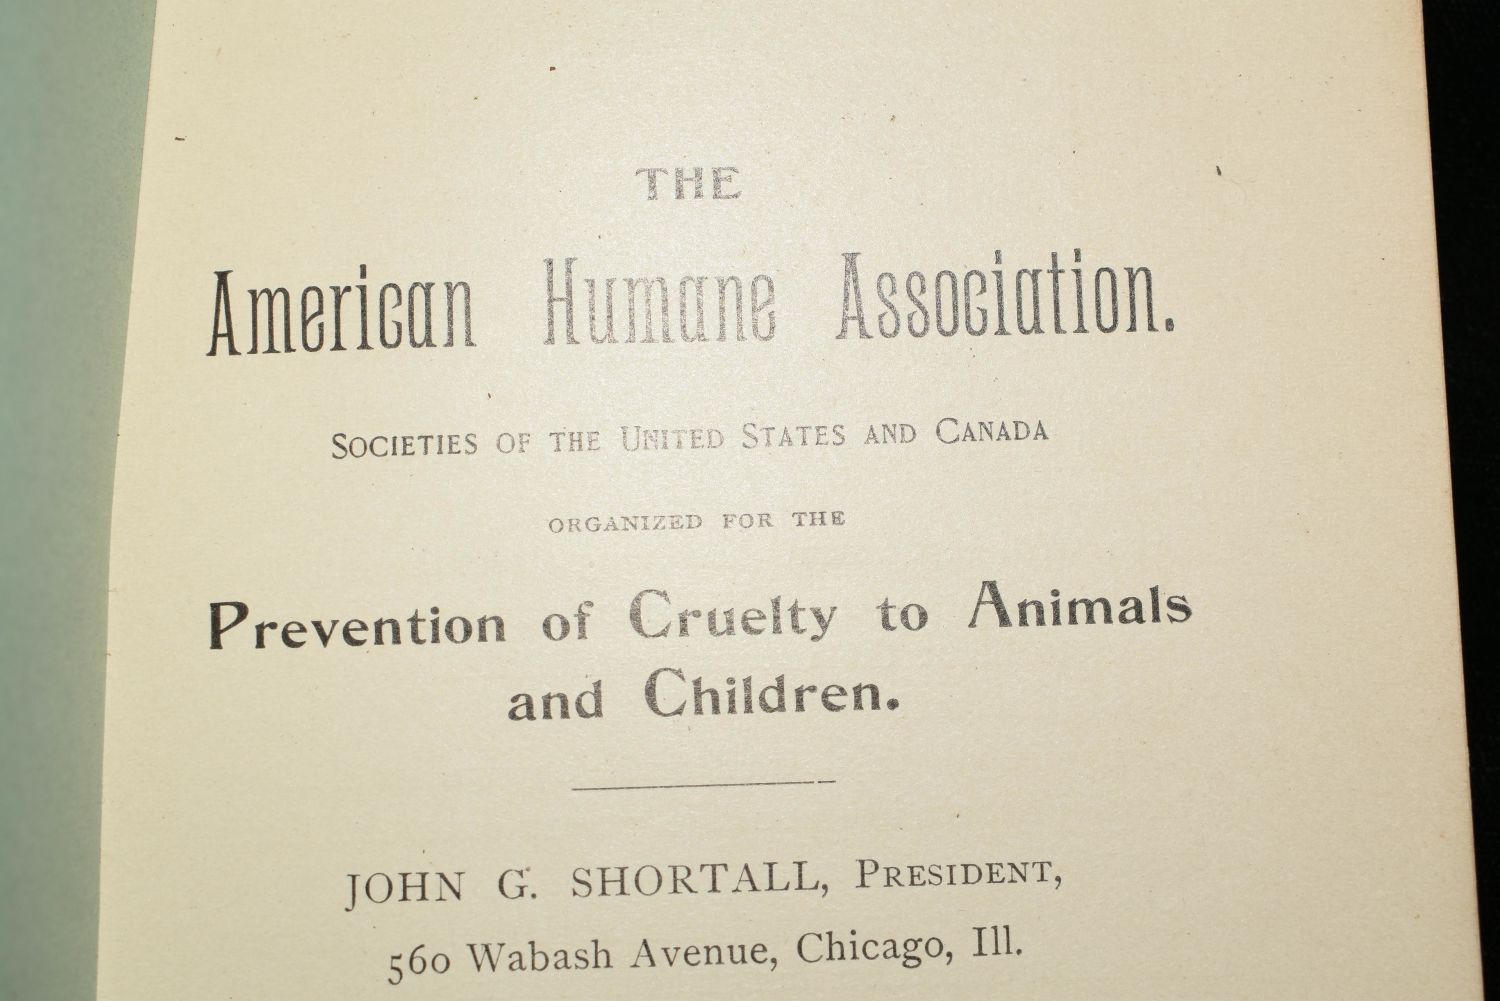 THE
American Humane Association.
SOCIETIES OF THE UNITED STATES AND CANADA
ORGANIZED FOR THE
Prevention of Cruelty to Animals
and Children.
JOHN G. SHORTALL, PRESIDENT,
560 Wabash Avenue, Chicago, Ill.